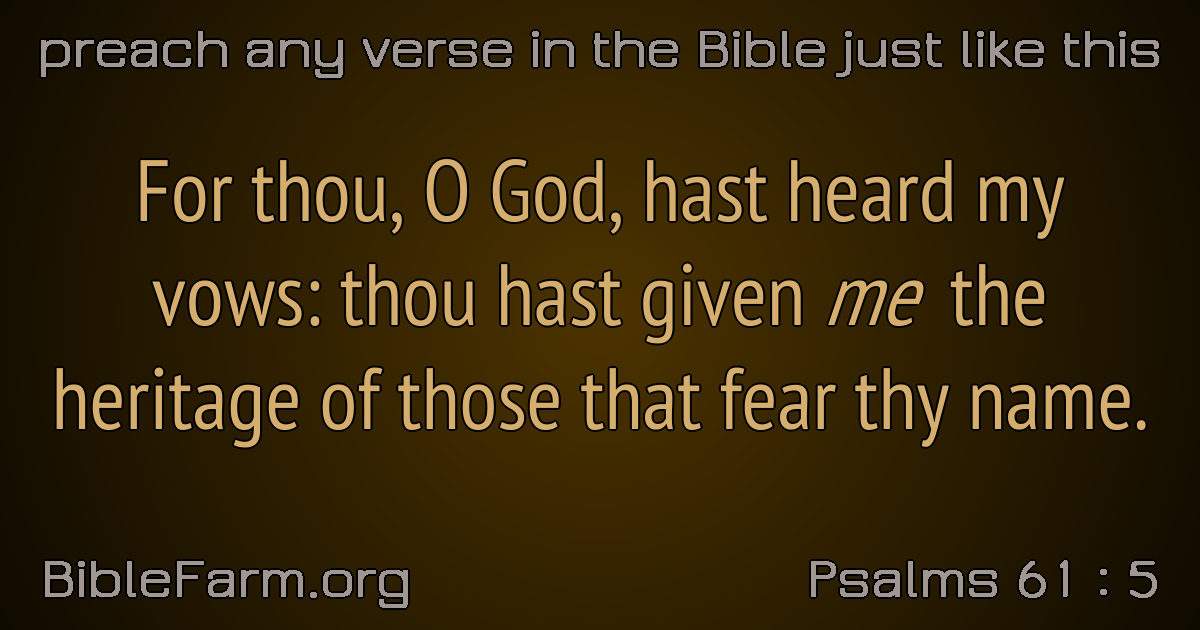 preach any verse in the Bible just like this
For thou, O God, hast heard my
vows: thou hast given me the
heritage of those that fear thy name.
BibleFarm.org
Psalms 61 : 5